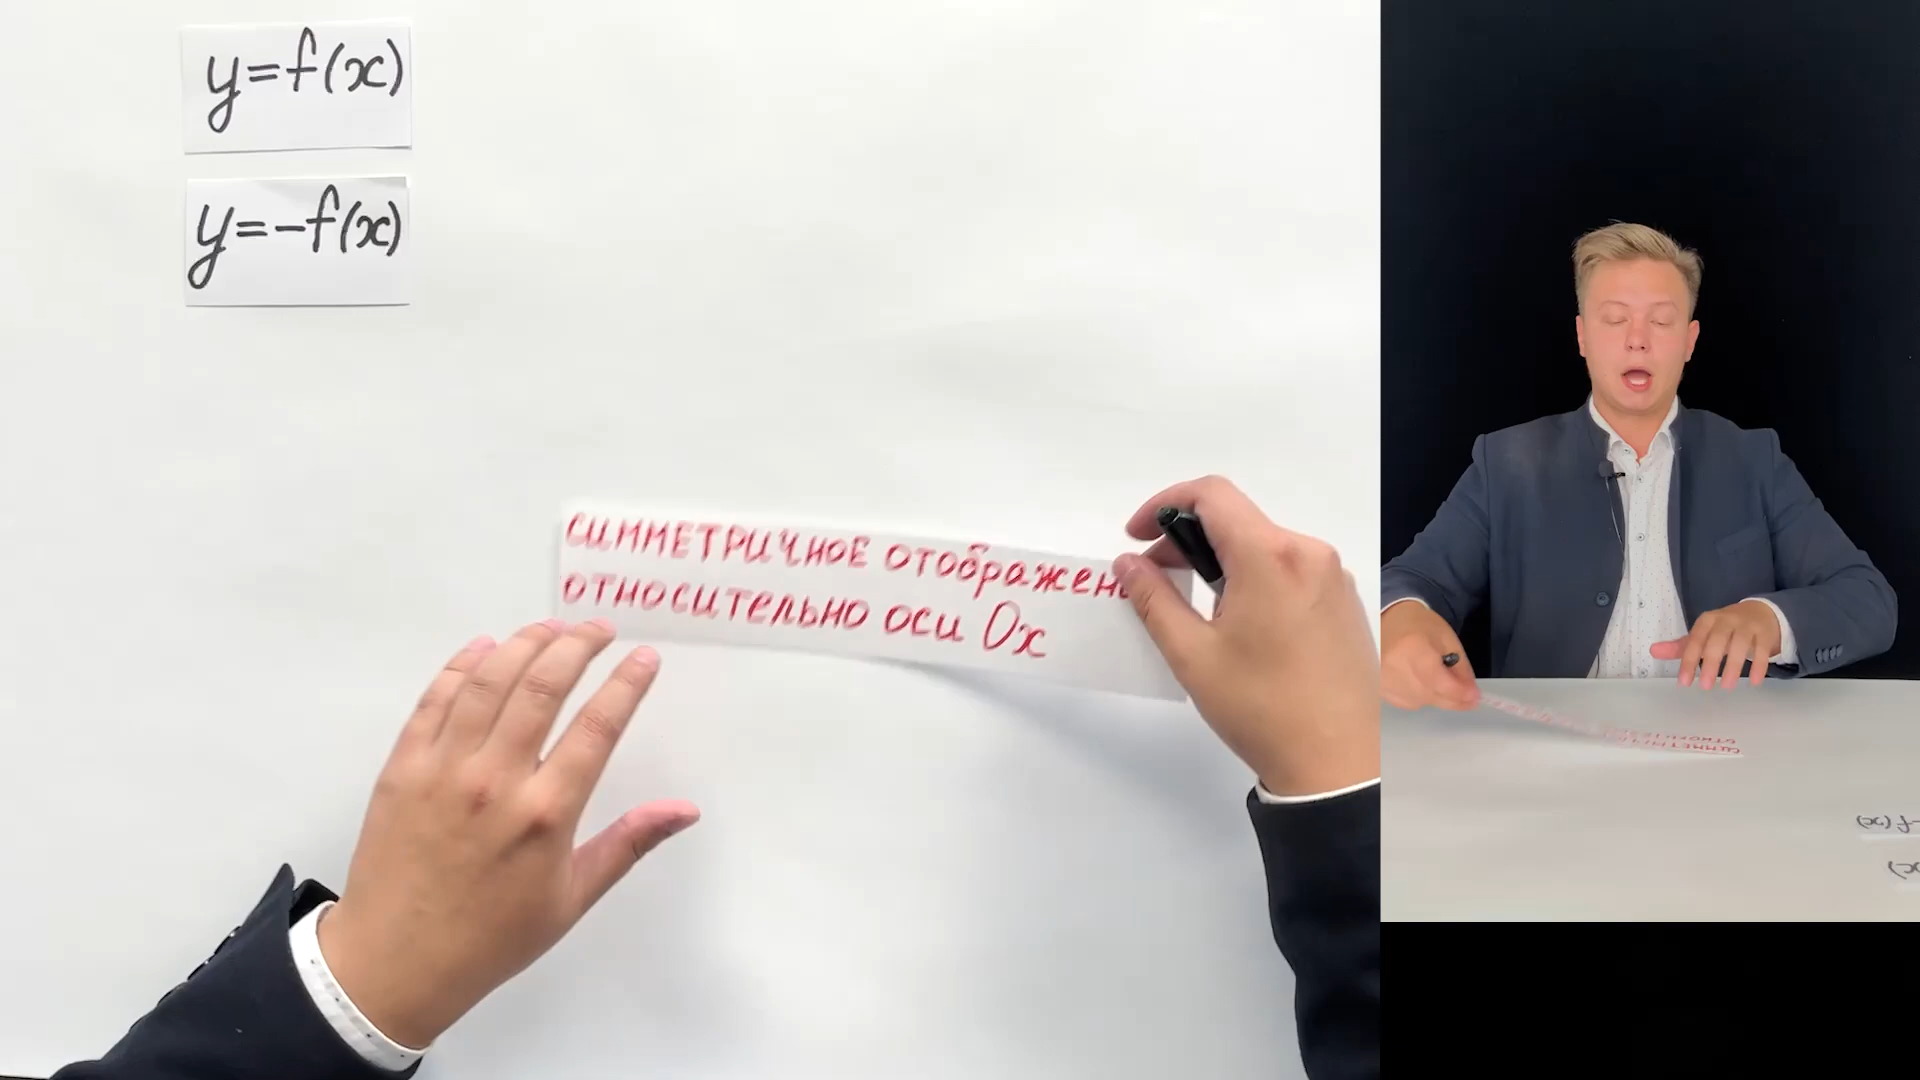 y=f(x)
y=-f(x)
СИММЕТРИЧНОЕ отображен
относительно оси Ox